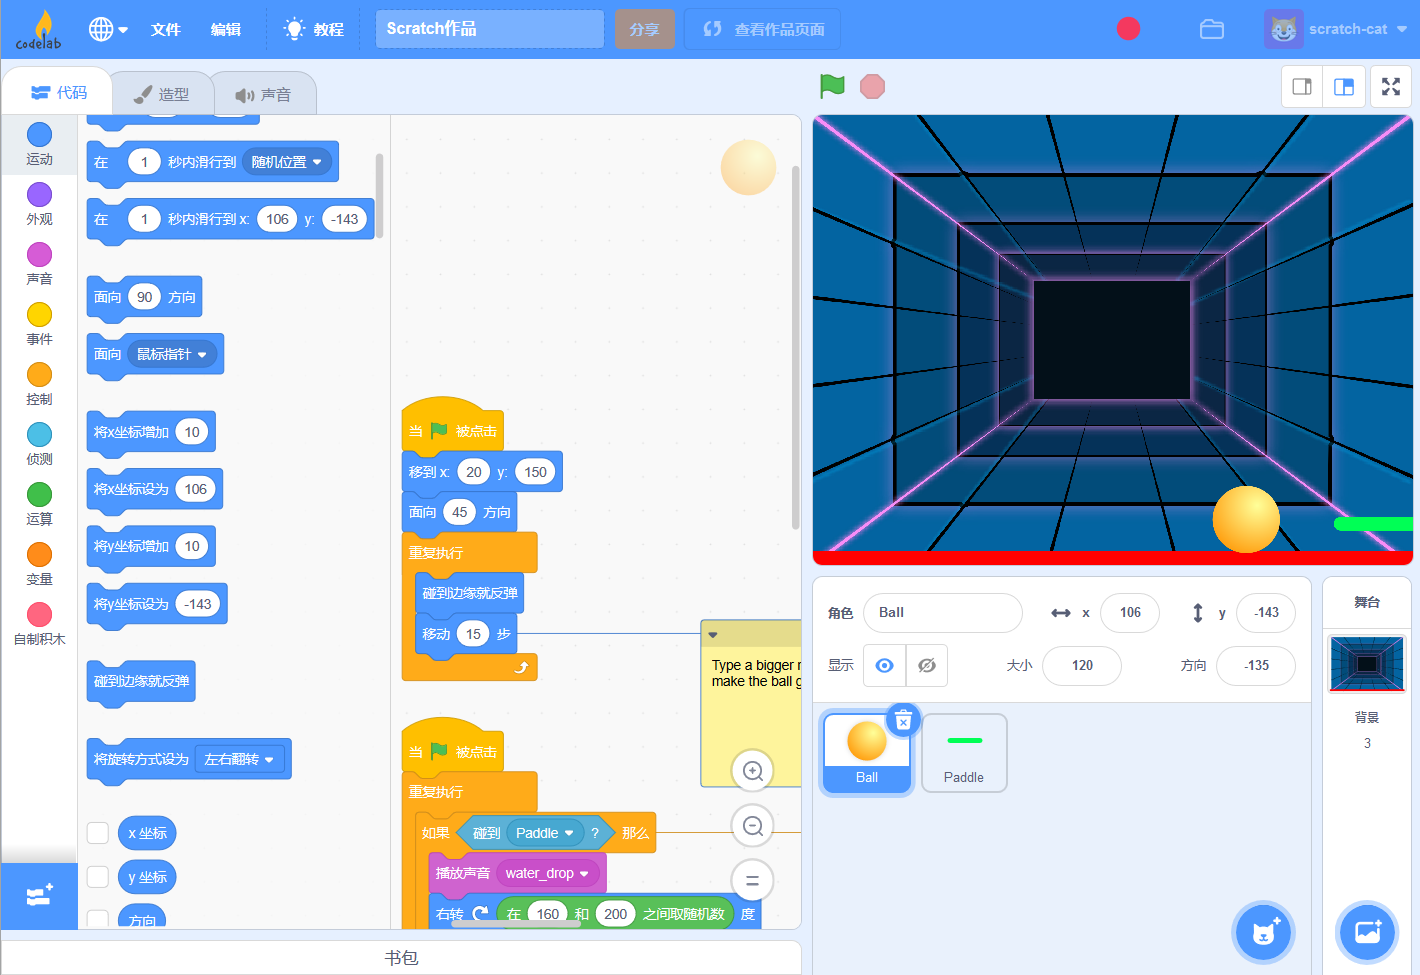 codelab
文件
编辑
教程
Scratch作品
分享
查看作品页面
scratch-cat
代码
造型
声音
运动
外观
声音
事件
控制
侦测
运算
变量
自制积木
在 1 秒内滑行到 随机位置
在 1 秒内滑行到 x: 106 y: -143
面向 90 方向
面向 鼠标指针
将x坐标增加 10
将x坐标设为 106
将y坐标增加 10
将y坐标设为 -143
碰到边缘就反弹
将旋转方式设为 左右翻转
x 坐标
y 坐标
方向
当 被点击
移到 x: 20 y: 150
面向 45 方向
重复执行
碰到边缘就反弹
移动 15 步
Type a bigger
make the ball
当 被点击
重复执行
如果 碰到 Paddle ? 那么
播放声音 water_drop
右转 在 160 和 200 之间取随机数 度
书包
角色 Ball x 106 y -143
显示 大小 120 方向 -135
Ball
Paddle
舞台
背景
3